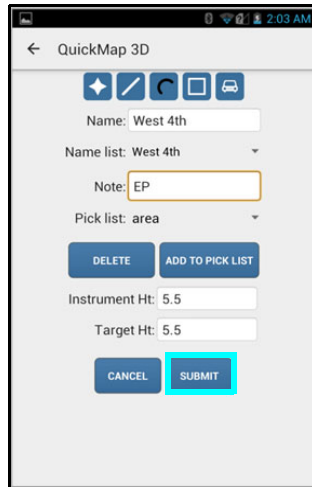 2:03 AM
← QuickMap 3D
Name: West 4th
Name list: West 4th
Note: EP
Pick list: area
DELETE ADD TO PICK LIST
Instrument Ht: 5.5
Target Ht: 5.5
CANCEL SUBMIT